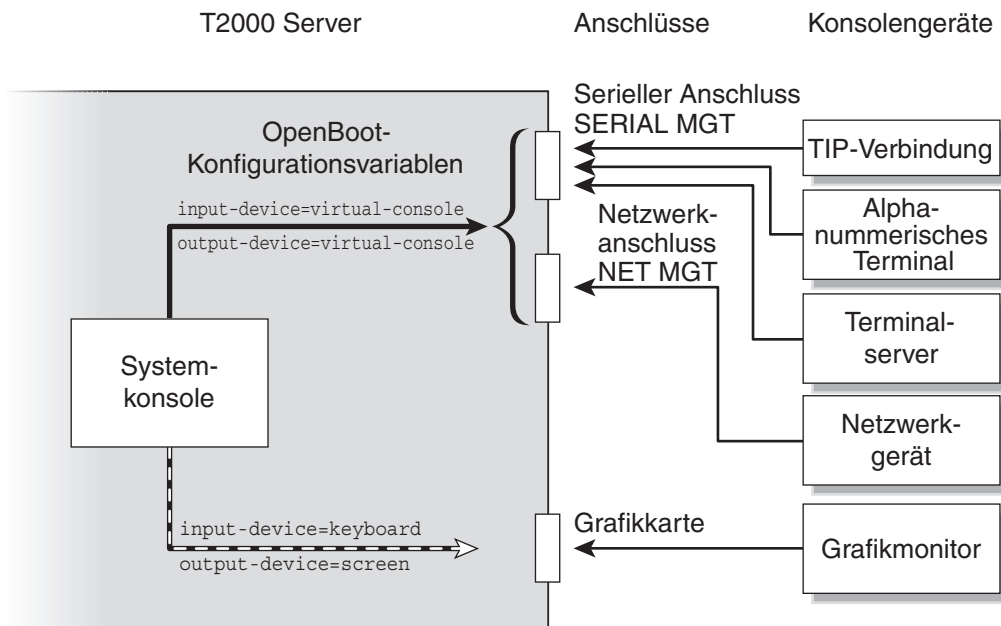 T2000 Server
Anschlüsse
Konsolengeräte
Serieller Anschluss
SERIAL MGT
OpenBoot-
Konfigurationsvariablen
TIP-Verbindung
input-device=virtual-console
output-device=virtual-console
Netzwerk-
anschluss
NET MGT
Alpha-
nummerisches
Terminal
Terminal-
server
System-
konsole
Netzwerk-
gerät
input-device=keyboard
output-device=screen
Grafikkarte
Grafikmonitor